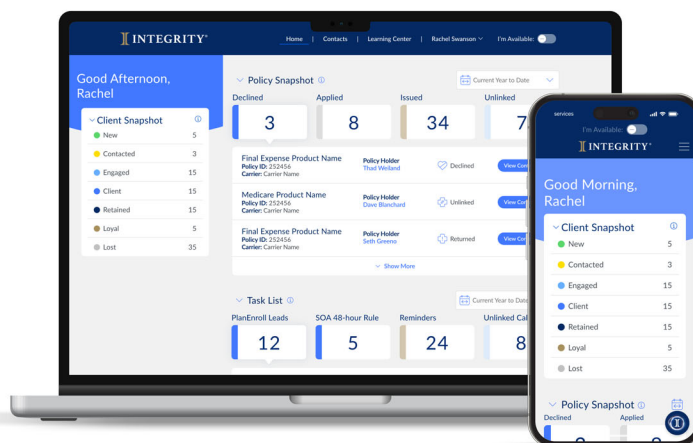 INTEGRITY®
Home | Contacts | Learning Center | Rachel Swanson | I'm Available:
Good Afternoon,
Rachel
Client Snapshot
New 5
Contacted 3
Engaged 15
Client 15
Retained 15
Loyal 5
Lost 35
Policy Snapshot
Current Year to Date
Declined Applied Issued Unlinked
3 8 34
Final Expense Product Name
Policy ID: 252456
Carrier: Carrier Name
Policy Holder
Thad Weiland
Declined
View
Medicare Product Name
Policy ID: 252456
Carrier: Carrier Name
Policy Holder
Dave Blanchard
Unlinked
View
Final Expense Product Name
Policy ID: 252456
Carrier: Carrier Name
Policy Holder
Seth Greeno
Returned
View
Show More
Task List
Current Year to Date
PlanEnroll Leads SOA 48-hour Rule Reminders Unlinked
12 5 24 8
services
I'm Available:
INTEGRITY®
Good Morning,
Rachel
Client Snapshot
New 5
Contacted 3
Engaged 15
Client 15
Retained 15
Loyal 5
Lost 35
Policy Snapshot
Declined Applied